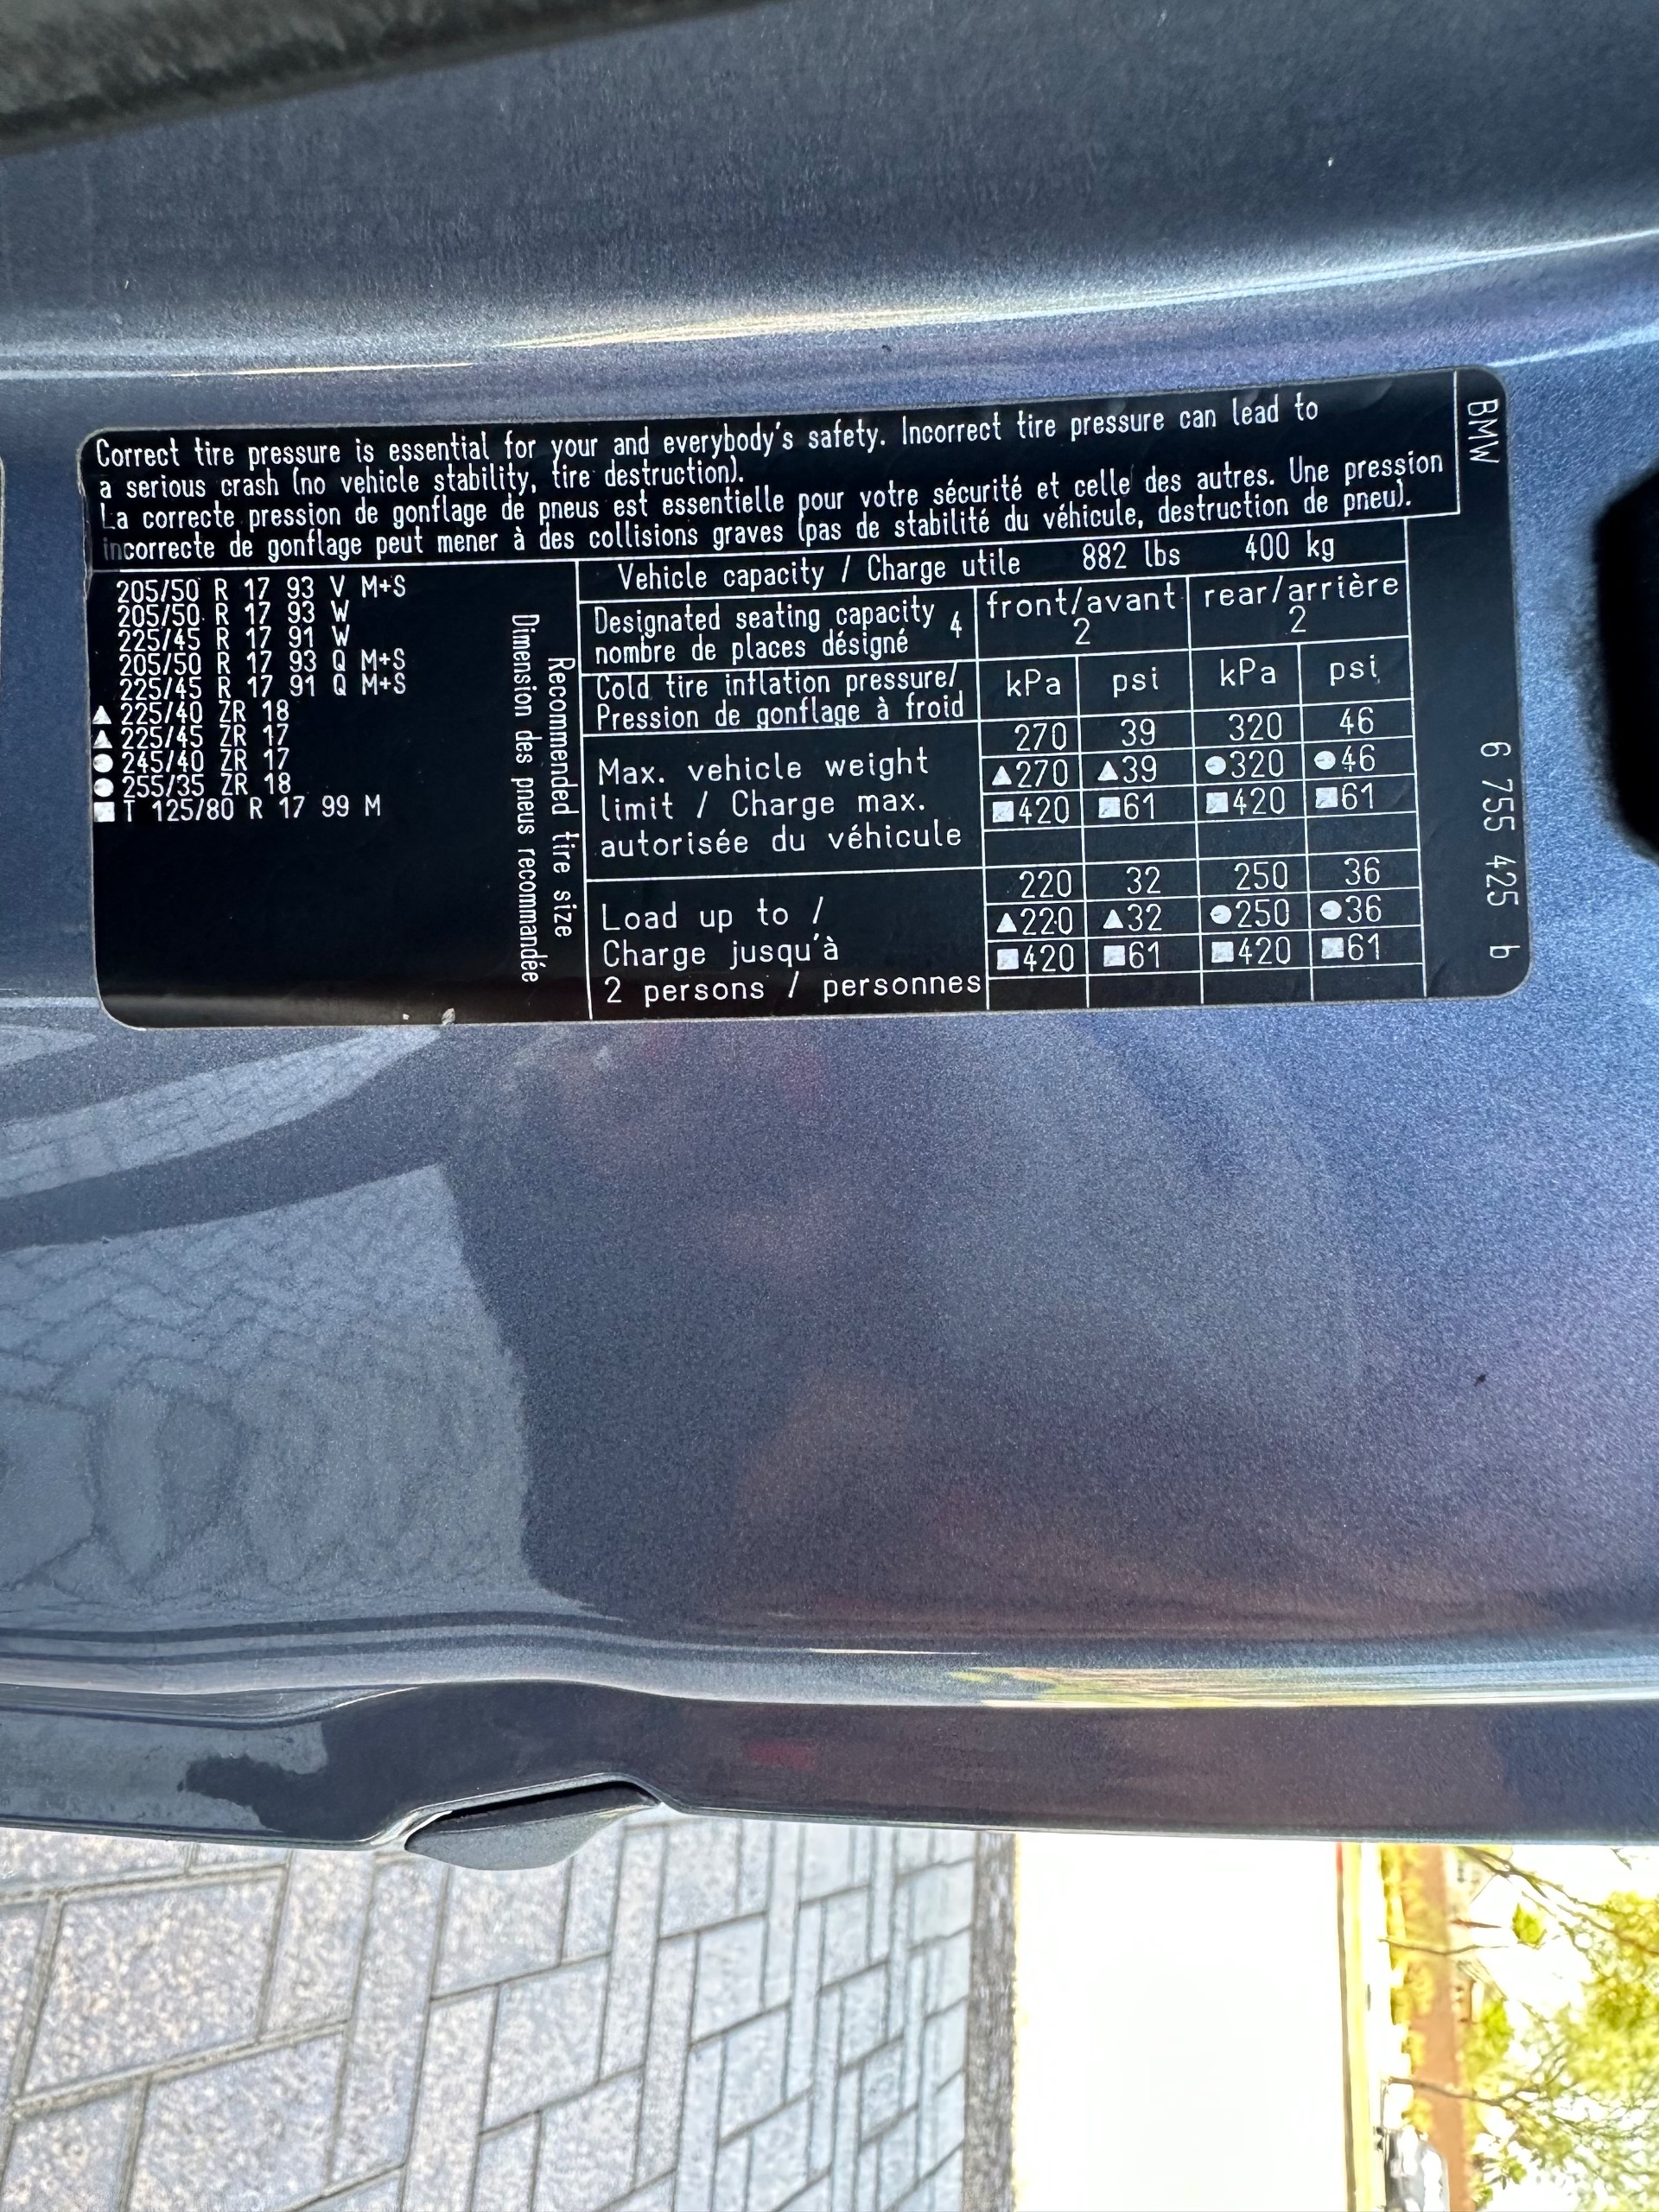 Correct tire pressure is essential for your and everybody's safety. Incorrect tire pressure can lead to
a serious crash (no vehicle stability, tire destruction).
La correcte pression de gonflage de pneus est essentielle pour votre sécurité et celle des autres. Une pression
incorrecte de gonflage peut mener à des collisions graves (pas de stabilité du véhicule, destruction de pneu).
BMW
205/50 R 17 93 V M+S
205/50 R 17 93 W
225/45 R 17 91 W
205/50 R 17 93 Q M+S
225/45 R 17 91 Q M+S
▲ 225/40 ZR 18
▲ 225/45 ZR 17
● 245/40 ZR 17
● 255/35 ZR 18
■ T 125/80 R 17 99 M
Recommended tire size
Dimension des pneus recommandée
Vehicle capacity / Charge utile 882 lbs 400 kg
Designated seating capacity
nombre de places désigné
4
front/avant
2
rear/arrière
2
Cold tire inflation pressure/
Pression de gonflage à froid
kPa psi kPa psi
Max. vehicle weight
limit / Charge max.
autorisée du véhicule
270 39 320 46
▲270 ▲39 ●320 ●46
■420 ■61 ■420 ■61
Load up to /
Charge jusqu'à
2 persons / personnes
220 32 250 36
▲220 ▲32 ●250 ●36
■420 ■61 ■420 ■61
6 755 425 b